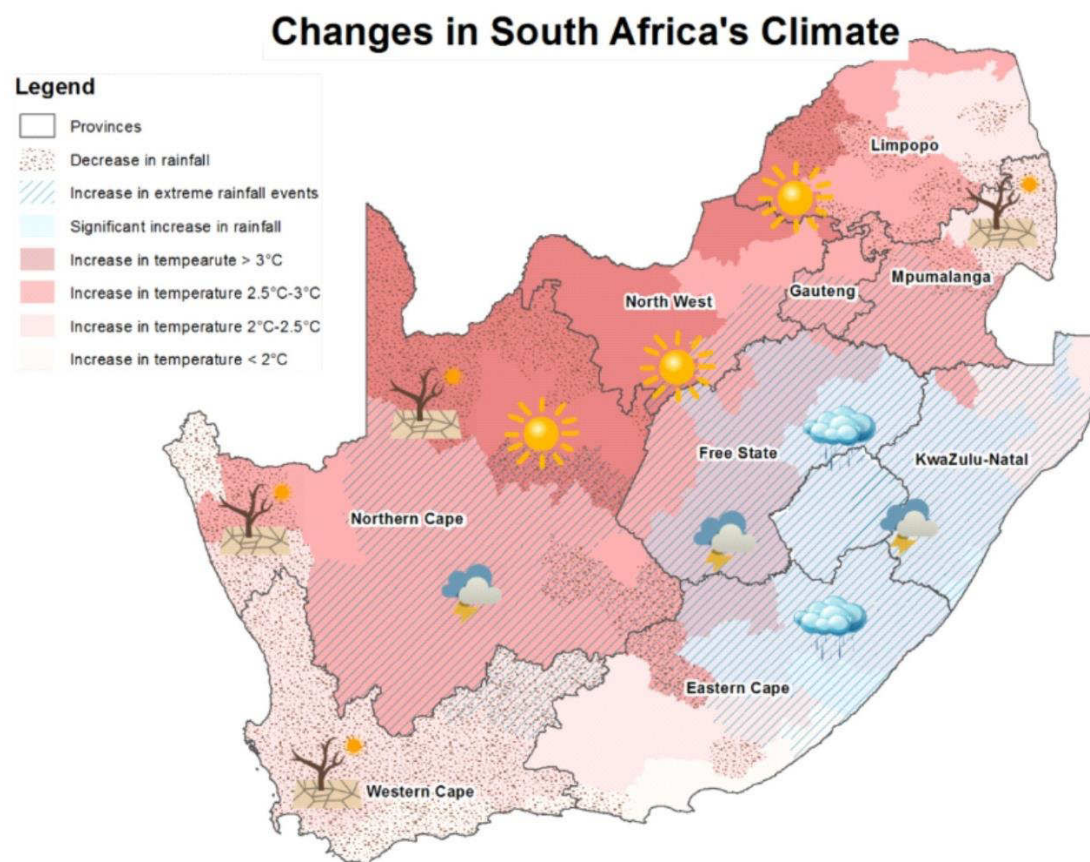 Changes in South Africa's Climate
Legend
Provinces
Decrease in rainfall
Increase in extreme rainfall events
Significant increase in rainfall
Increase in tempearute > 3°C
Increase in temperature 2.5°C-3°C
Increase in temperature 2°C-2.5°C
Increase in temperature < 2°C
Limpopo
Mpumalanga
Gauteng
North West
Free State
KwaZulu-Natal
Northern Cape
Eastern Cape
Western Cape